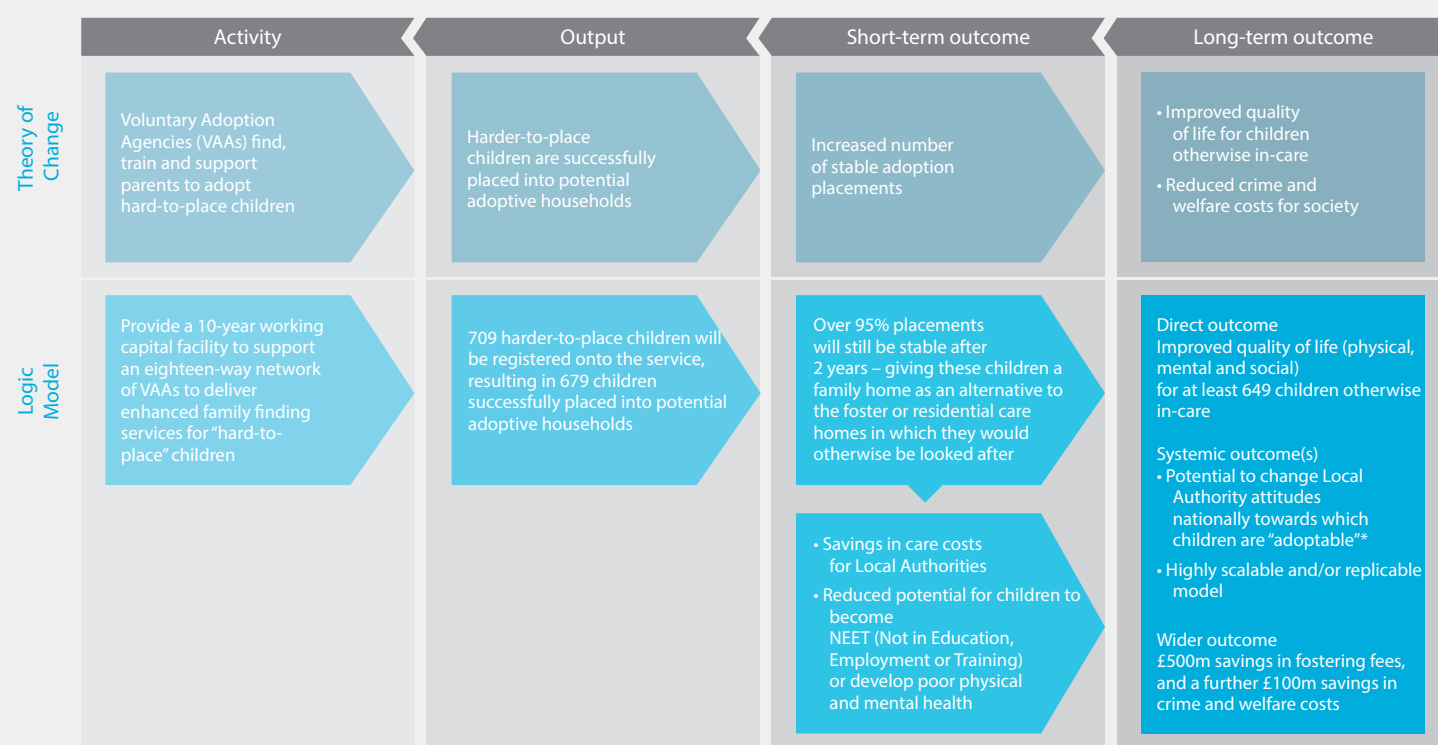 Activity
Output
Short-term outcome
Long-term outcome
Theory of
Change
Voluntary Adoption
Agencies (VAAs) find,
train and support
parents to adopt
hard-to-place children
Harder-to-place
children are successfully
placed into potential
adoptive households
Increased number
of stable adoption
placements
• Improved quality
of life for children
otherwise in-care
• Reduced crime and
welfare costs for society
Logic
Model
Provide a 10-year working
capital facility to support
an eighteen-way network
of VAAs to deliver
enhanced family finding
services for “hard-to-
place” children
709 harder-to-place children will
be registered onto the service,
resulting in 679 children
successfully placed into potential
adoptive households
Over 95% placements
will still be stable after
2 years – giving these children a
family home as an alternative to
the foster or residential care
homes in which they would
otherwise be looked after
• Savings in care costs
for Local Authorities
• Reduced potential for children to
become
NEET (Not in Education,
Employment or Training)
or develop poor physical
and mental health
Direct outcome
Improved quality of life (physical,
mental and social)
for at least 649 children otherwise
in-care
Systemic outcome(s)
• Potential to change Local
Authority attitudes
nationally towards which
children are “adoptable”*
• Highly scalable and/or replicable
model
Wider outcome
£500m savings in fostering fees,
and a further £100m savings in
crime and welfare costs